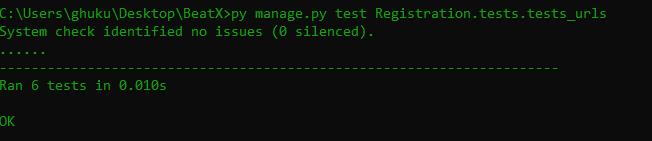 C:\Users\ghuku\Desktop\BeatX>py manage.py test Registration.tests.tests_urls
System check identified no issues (0 silenced).
......
----------------------------------------------------------------------
Ran 6 tests in 0.010s
OK